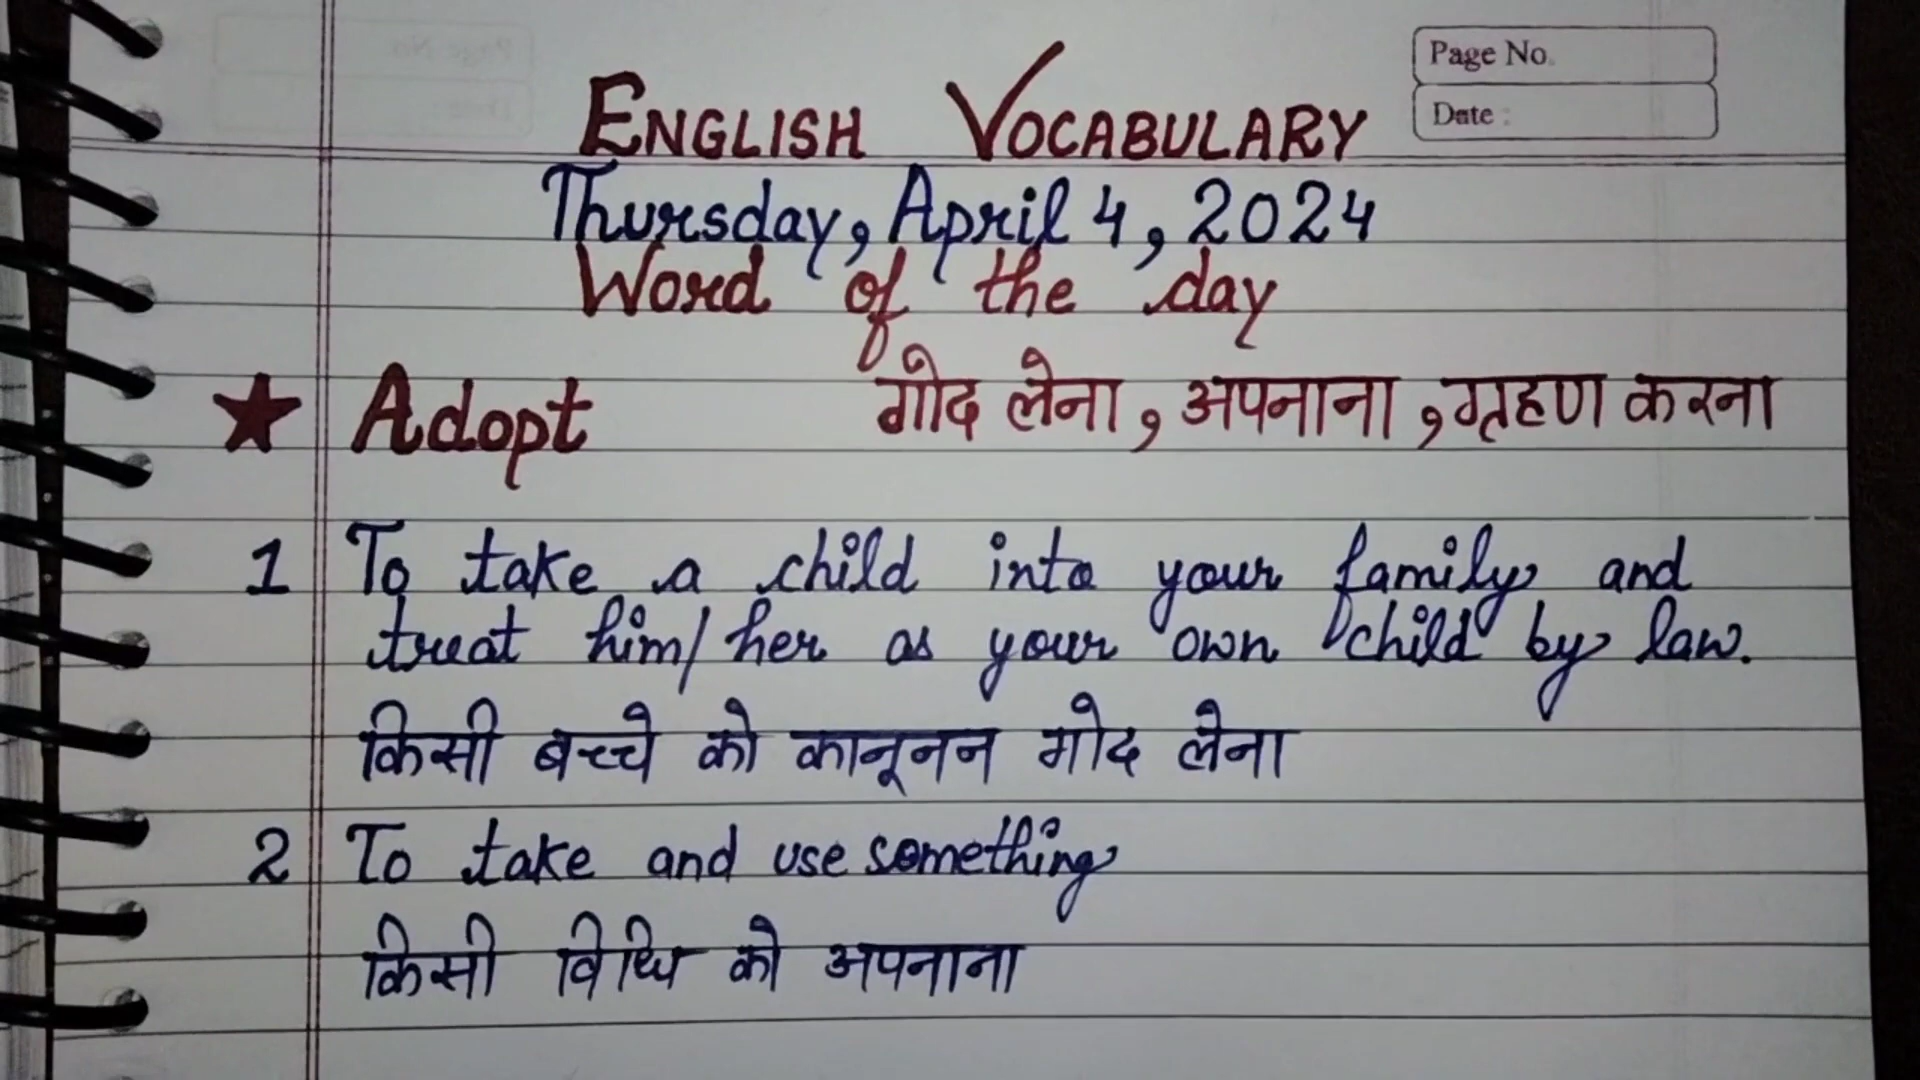 Page No.
Date :
ENGLISH VOCABULARY
Thursday, April 4, 2024
Word of the day
★ Adopt गोद लेना, अपनाना, ग्रहण करना
1 To take a child into your family and
treat him/her as your own child by law.
किसी बच्चे को कानूनन गोद लेना
2 To take and use something
किसी विधि को अपनाना